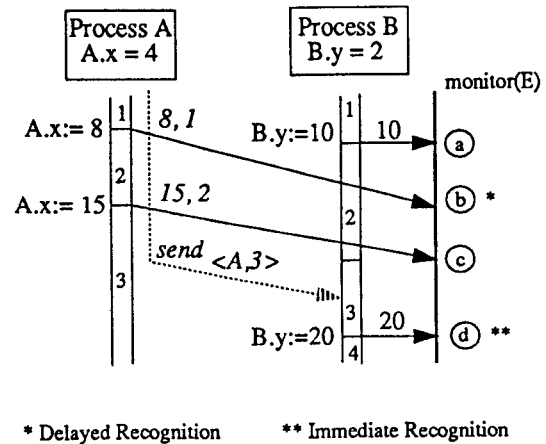 Process A
A.x = 4
Process B
B.y = 2
monitor(E)
1
8, 1
1
A.x:= 8
B.y:=10
10
a
2
15, 2
b *
A.x:= 15
2
c
send <A,3>
3
3
B.y:=20
20
d **
4
* Delayed Recognition
** Immediate Recognition